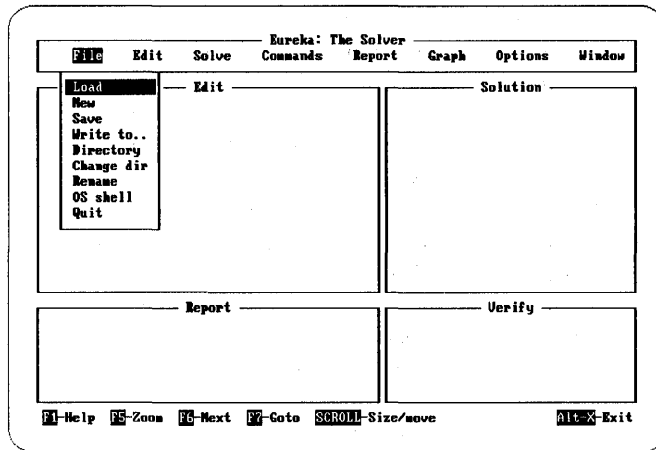 Eureka: The Solver
File Edit Solve Commands Report Graph Options Window
Load
New
Save
Write to..
Directory
Change dir
Rename
OS shell
Quit
Edit
Solution
Report
Verify
F1-Help F5-Zoom F6-Next F7-Goto SCROLL-Size/move Alt-X-Exit